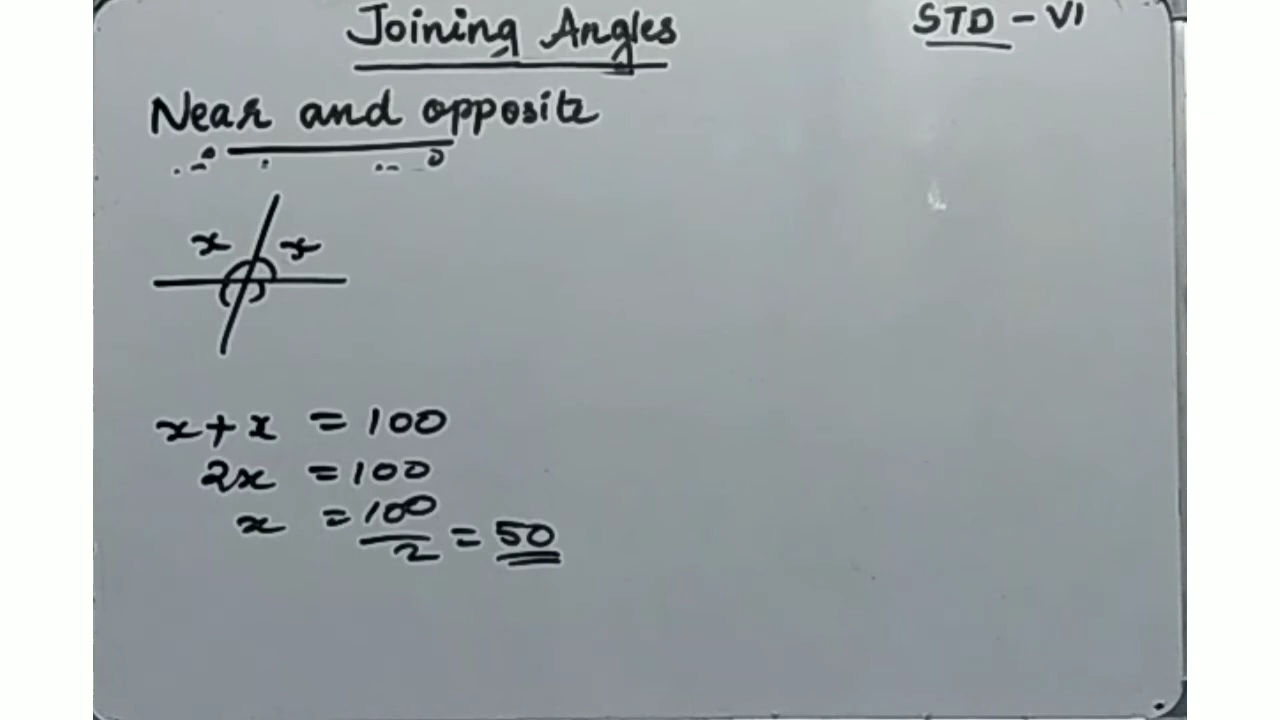 Joining Angles
STD - VI
Near and opposite
x x
x + x = 100
2x = 100
x = 100/2 = 50